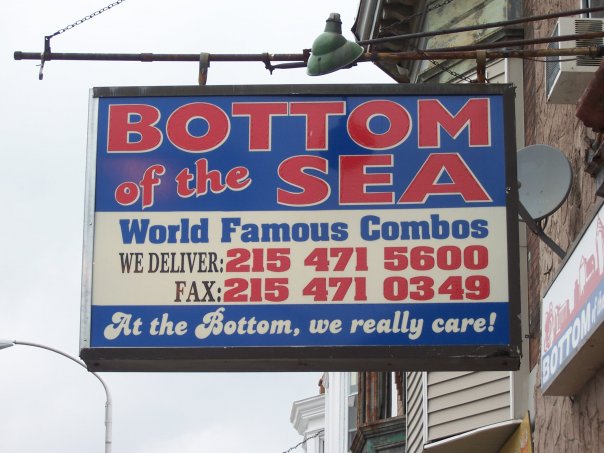 BOTTOM
of the SEA
World Famous Combos
WE DELIVER: 215 471 5600
FAX: 215 471 0349
At the Bottom, we really care!
BOTTOM